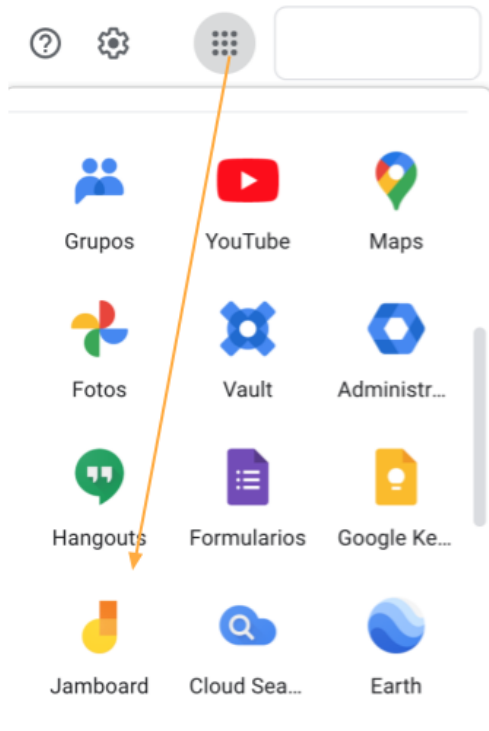 Grupos YouTube Maps
Fotos Vault Administr...
Hangouts Formularios Google Ke...
Jamboard Cloud Sea... Earth